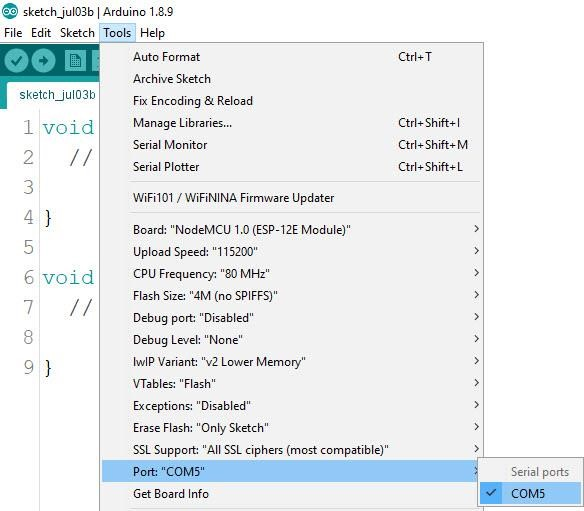 sketch_jul03b | Arduino 1.8.9
File Edit Sketch Tools Help
sketch_jul03b
Auto Format Ctrl+T
Archive Sketch
Fix Encoding & Reload
Manage Libraries... Ctrl+Shift+I
Serial Monitor Ctrl+Shift+M
Serial Plotter Ctrl+Shift+L
WiFi101 / WiFiNINA Firmware Updater
Board: "NodeMCU 1.0 (ESP-12E Module)"
Upload Speed: "115200"
CPU Frequency: "80 MHz"
Flash Size: "4M (no SPIFFS)"
Debug port: "Disabled"
Debug Level: "None"
lwIP Variant: "v2 Lower Memory"
VTables: "Flash"
Exceptions: "Disabled"
Erase Flash: "Only Sketch"
SSL Support: "All SSL ciphers (most compatible)"
Port: "COM5"
Get Board Info
Serial ports
COM5
1 void
2 //
3
4 }
5
6 void
7 //
8
9 }